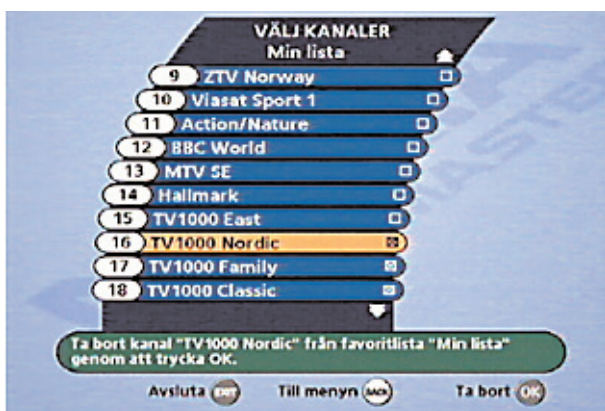 VÄLJ KANALER
Min lista
9 ZTV Norway
10 Viasat Sport 1
11 Action/Nature
12 BBC World
13 MTV SE
14 Hallmark
15 TV1000 East
16 TV1000 Nordic
17 TV1000 Family
18 TV1000 Classic
Ta bort kanal "TV1000 Nordic" från favoritlista "Min lista"
genom att trycka OK.
Avsluta EXIT Till menyn BACK Ta bort OK